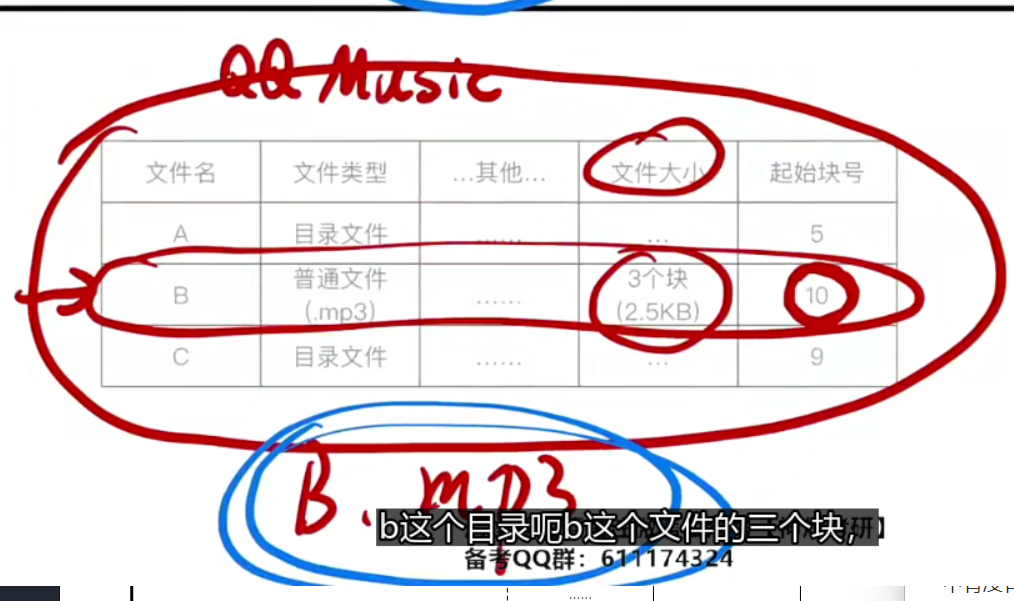 QQ Music
文件名 文件类型 ...其他... 文件大小 起始块号
A 目录文件 ...... ... 5
B 普通文件 (.mp3) ...... 3个块 (2.5KB) 10
C 目录文件 ...... ... 9
B.mp3
b这个目录呃b这个文件的三个块,
备考QQ群：611174324
......